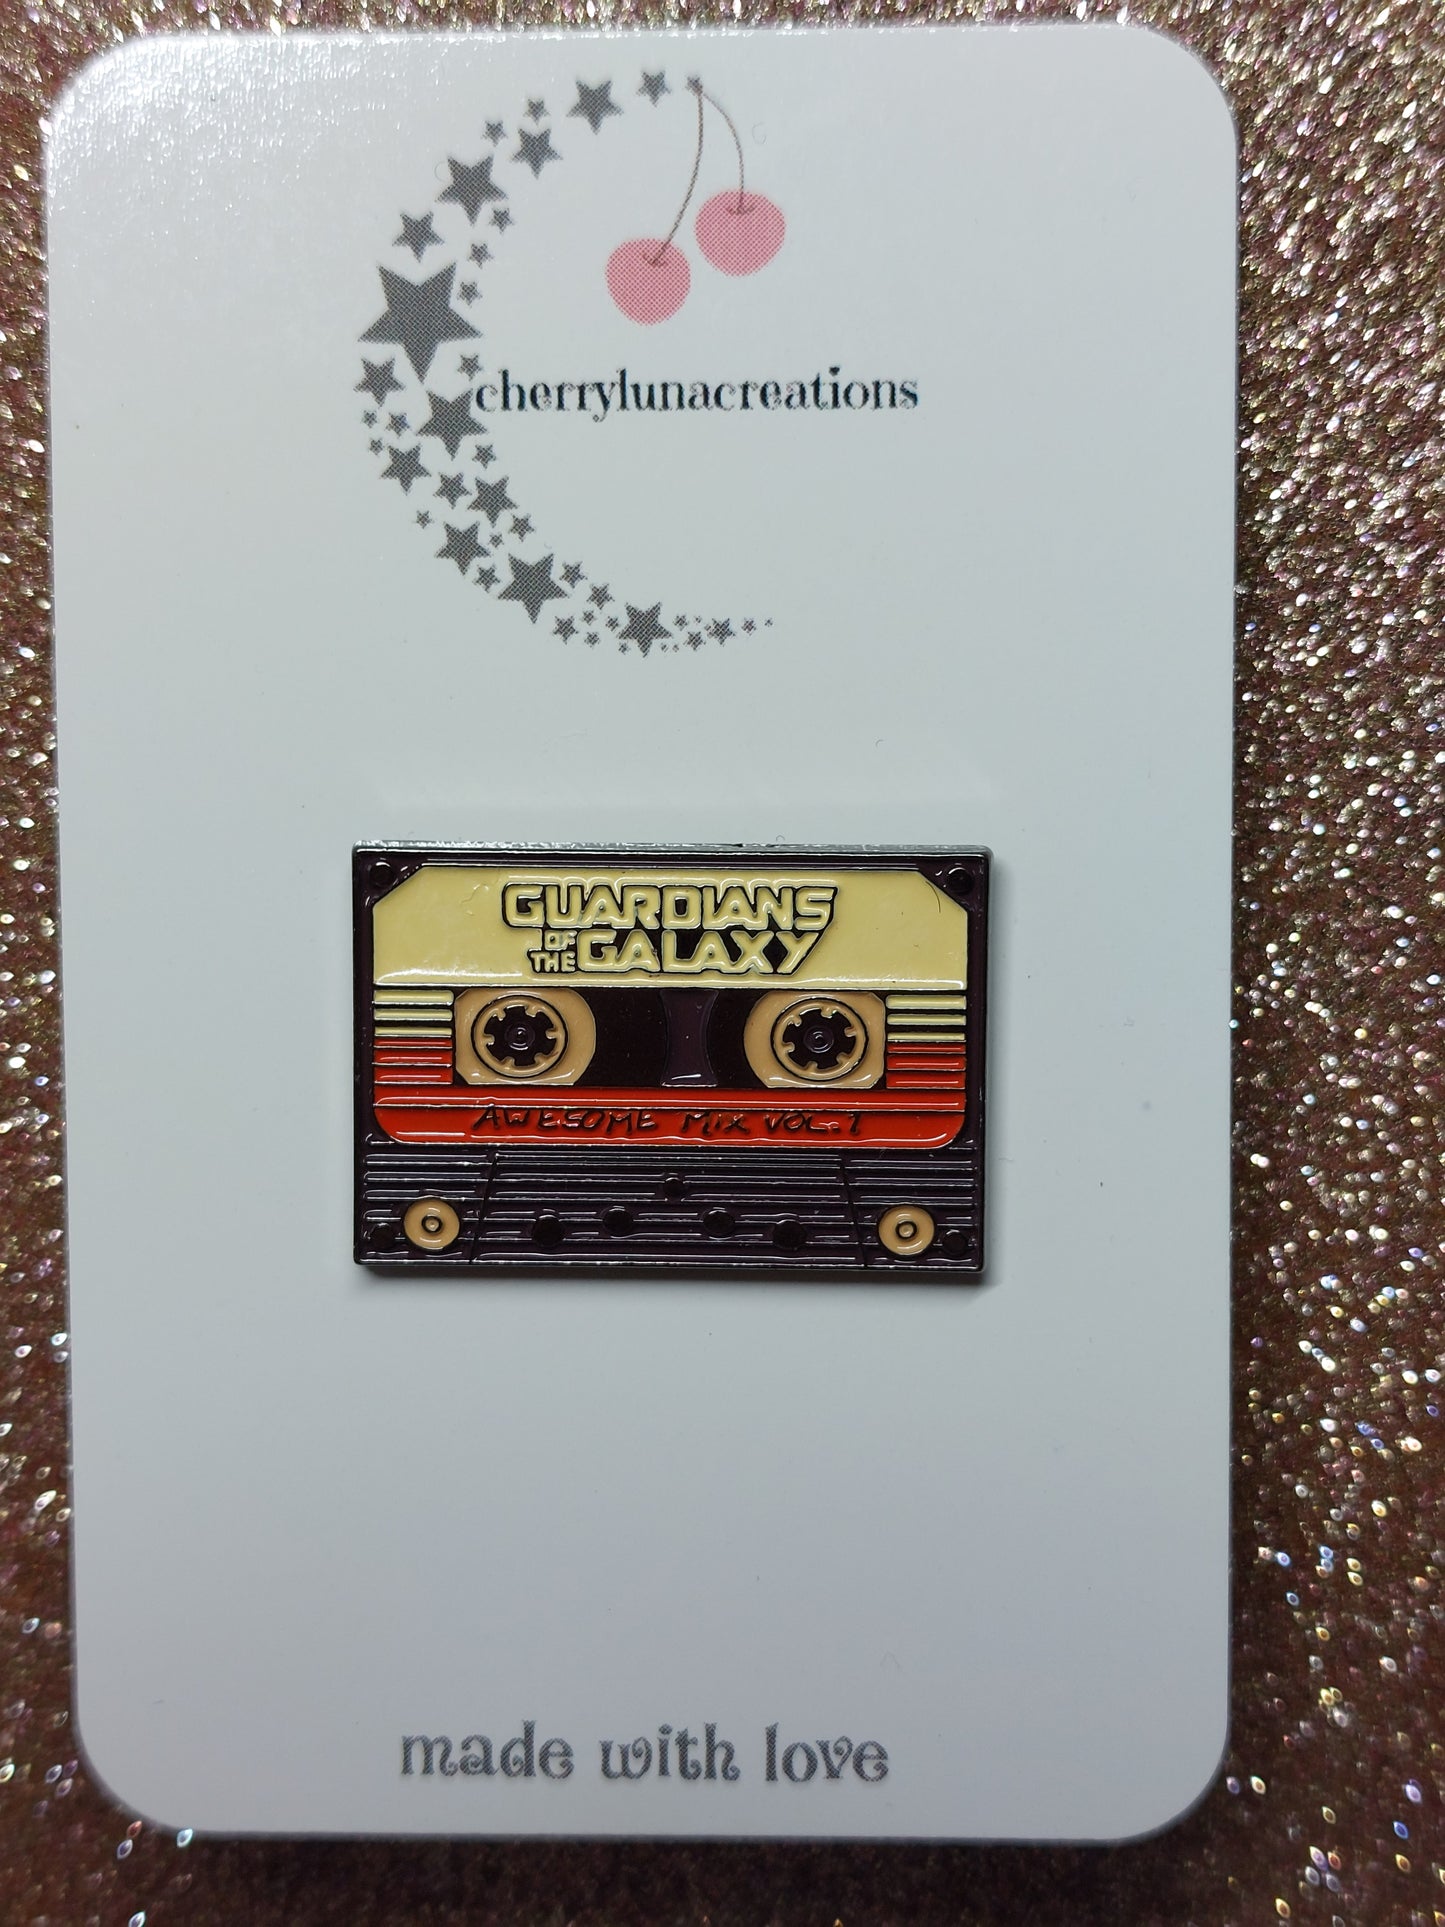 cherrylunacreations
GUARDIANS
OF
THE GALAXY
AWESOME MIX VOL. 1
made with love